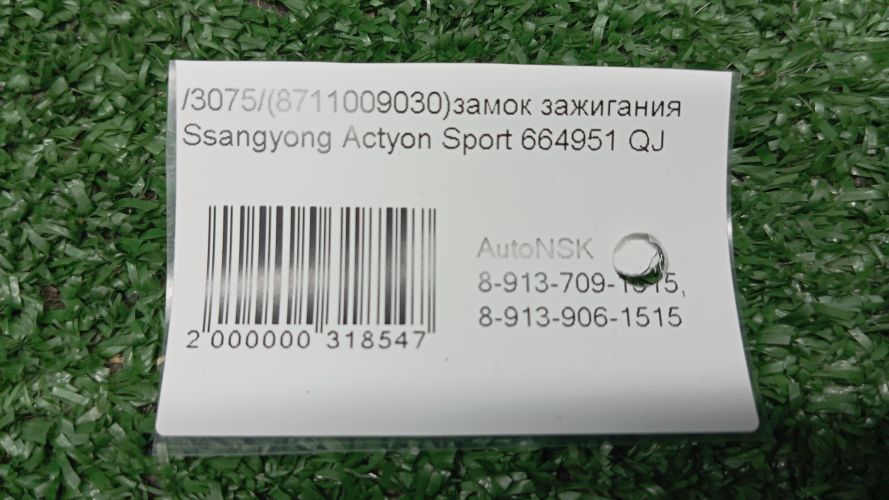 /3075/(8711009030)замок зажигания
Ssangyong Actyon Sport 664951 QJ
AutoNSK
8-913-709-1515,
8-913-906-1515
2 000000 318547